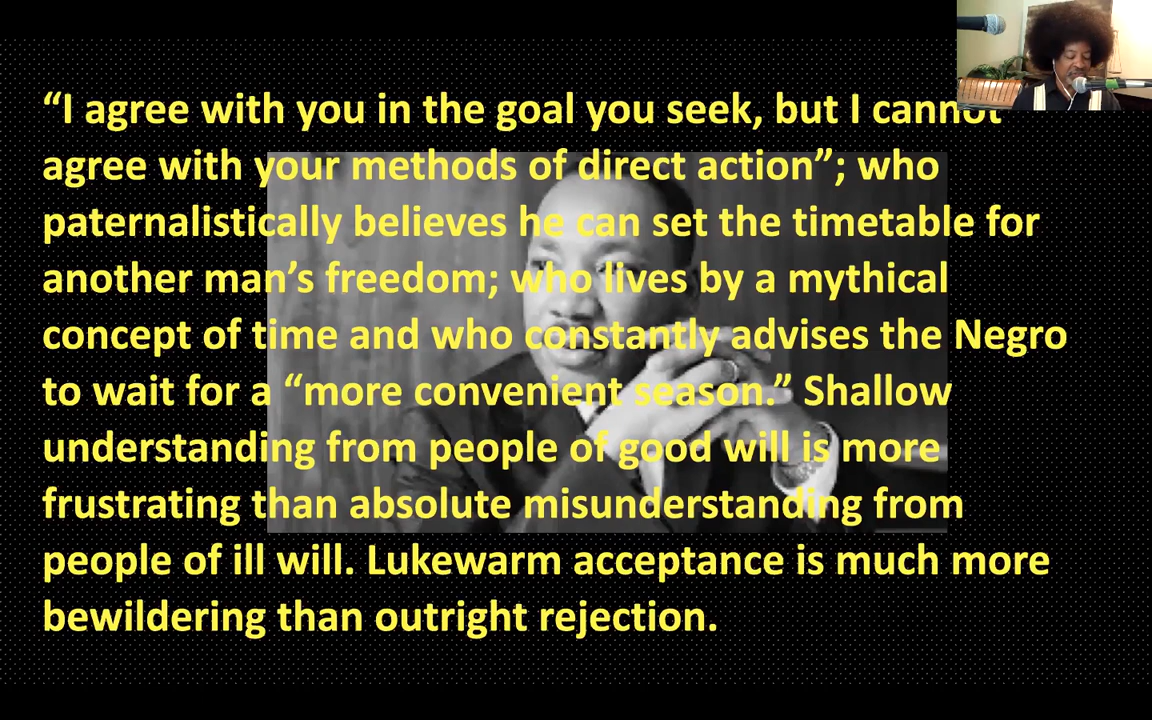 “I agree with you in the goal you seek, but I cannot
agree with your methods of direct action”; who
paternalistically believes he can set the timetable for
another man’s freedom; who lives by a mythical
concept of time and who constantly advises the Negro
to wait for a “more convenient season.” Shallow
understanding from people of good will is more
frustrating than absolute misunderstanding from
people of ill will. Lukewarm acceptance is much more
bewildering than outright rejection.